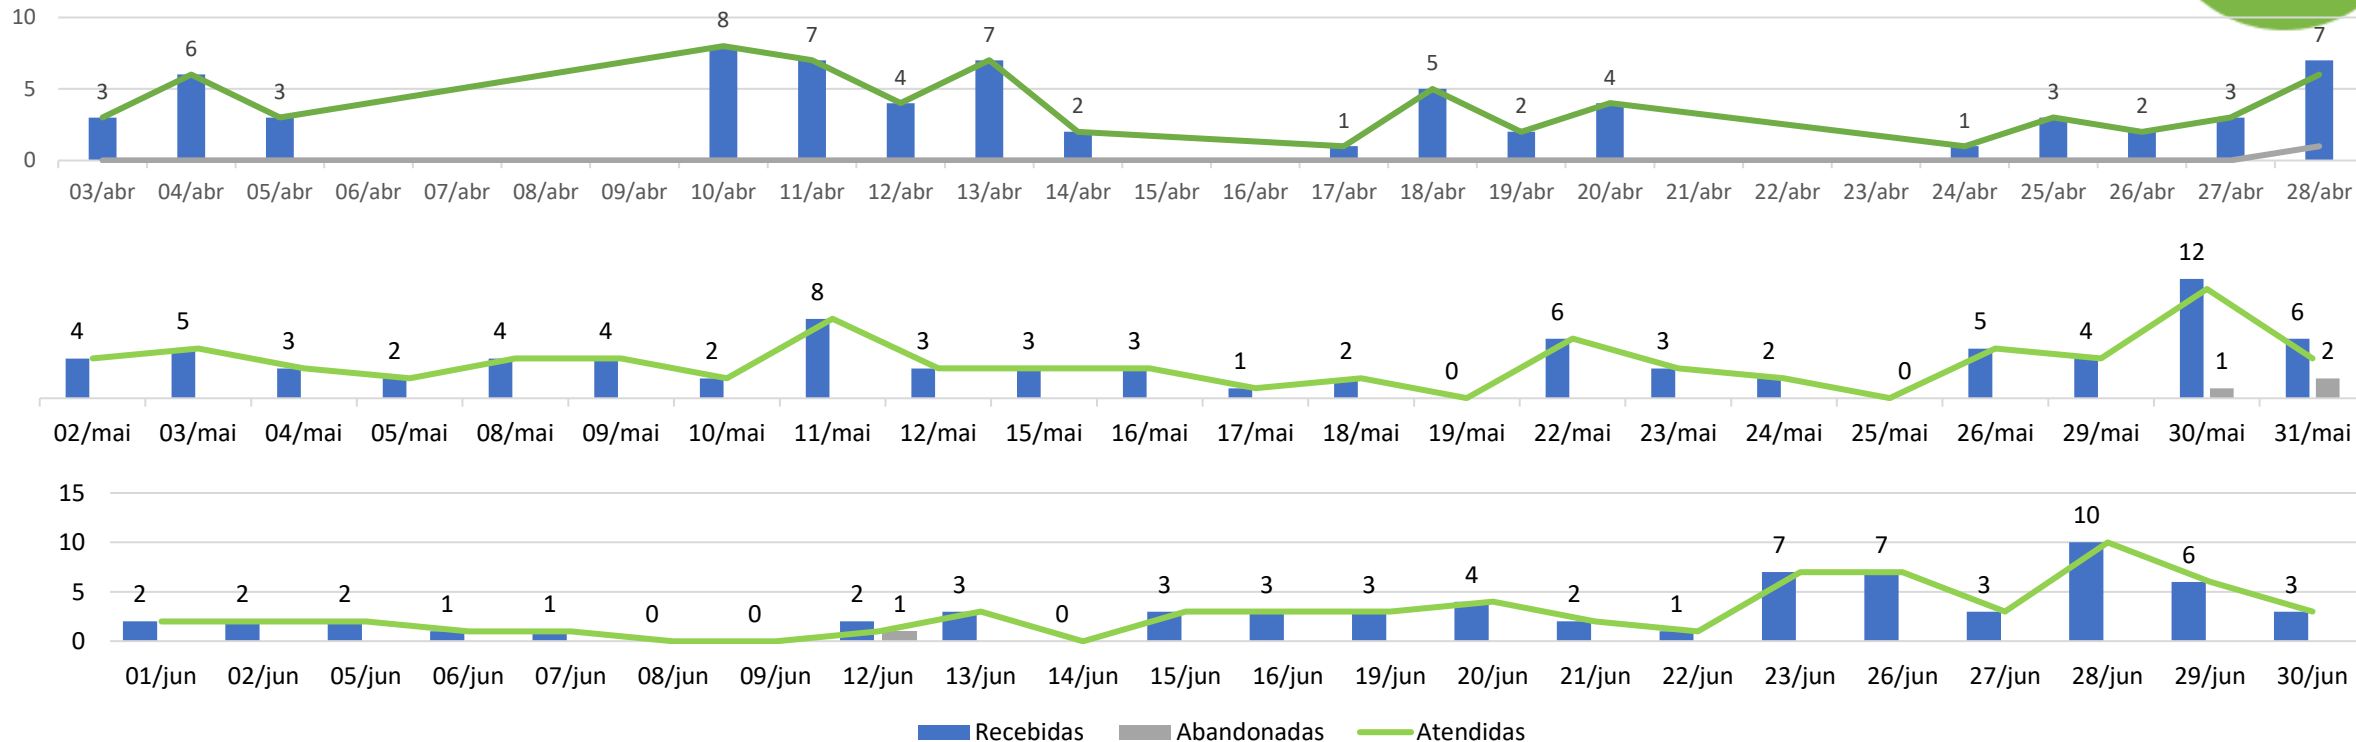 10
5
0
3 6 3 8 7 4 7 2 1 5 2 4 1 3 2 3 7
03/abr 04/abr 05/abr 06/abr 07/abr 08/abr 09/abr 10/abr 11/abr 12/abr 13/abr 14/abr 15/abr 16/abr 17/abr 18/abr 19/abr 20/abr 21/abr 22/abr 23/abr 24/abr 25/abr 26/abr 27/abr 28/abr
4 5 3 2 4 4 2 8 3 3 3 1 2 0 6 3 2 0 5 4 12 1 6 2
02/mai 03/mai 04/mai 05/mai 08/mai 09/mai 10/mai 11/mai 12/mai 15/mai 16/mai 17/mai 18/mai 19/mai 22/mai 23/mai 24/mai 25/mai 26/mai 29/mai 30/mai 31/mai
15
10
5
0
2 2 2 1 1 0 0 2 1 3 0 3 3 3 4 2 1 7 7 3 10 6 3
01/jun 02/jun 05/jun 06/jun 07/jun 08/jun 09/jun 12/jun 13/jun 14/jun 15/jun 16/jun 19/jun 20/jun 21/jun 22/jun 23/jun 26/jun 27/jun 28/jun 29/jun 30/jun
Recebidas Abandonadas Atendidas